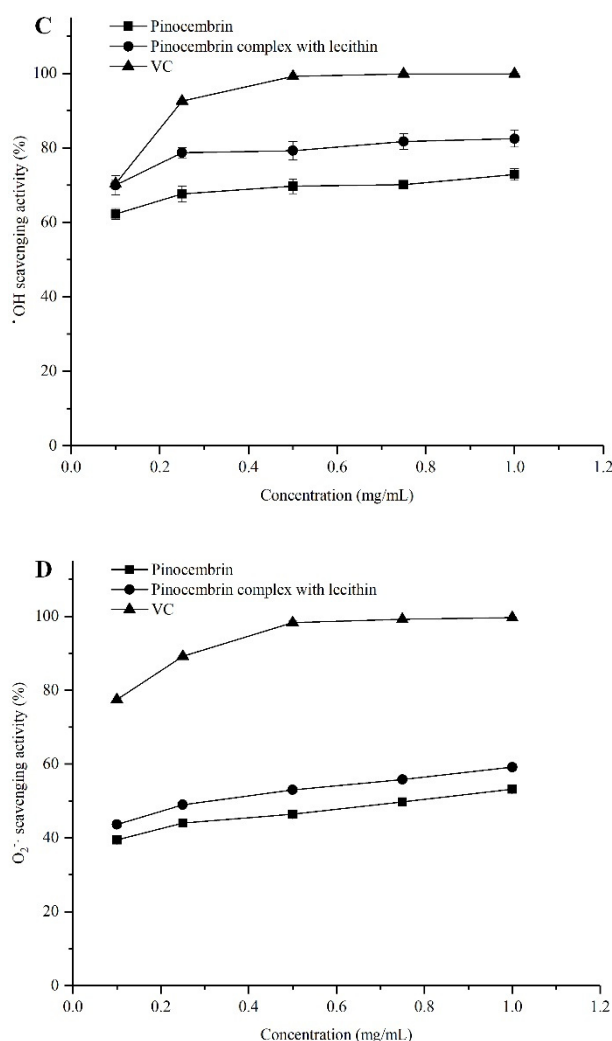 C
Pinocembrin
Pinocembrin complex with lecithin
VC
100
80
60
40
20
0
˙OH scavenging activity (%)
0.0 0.2 0.4 0.6 0.8 1.0 1.2
Concentration (mg/mL)
D
Pinocembrin
Pinocembrin complex with lecithin
VC
100
80
60
40
20
0
O₂⁻· scavenging activity (%)
0.0 0.2 0.4 0.6 0.8 1.0 1.2
Concentration (mg/mL)